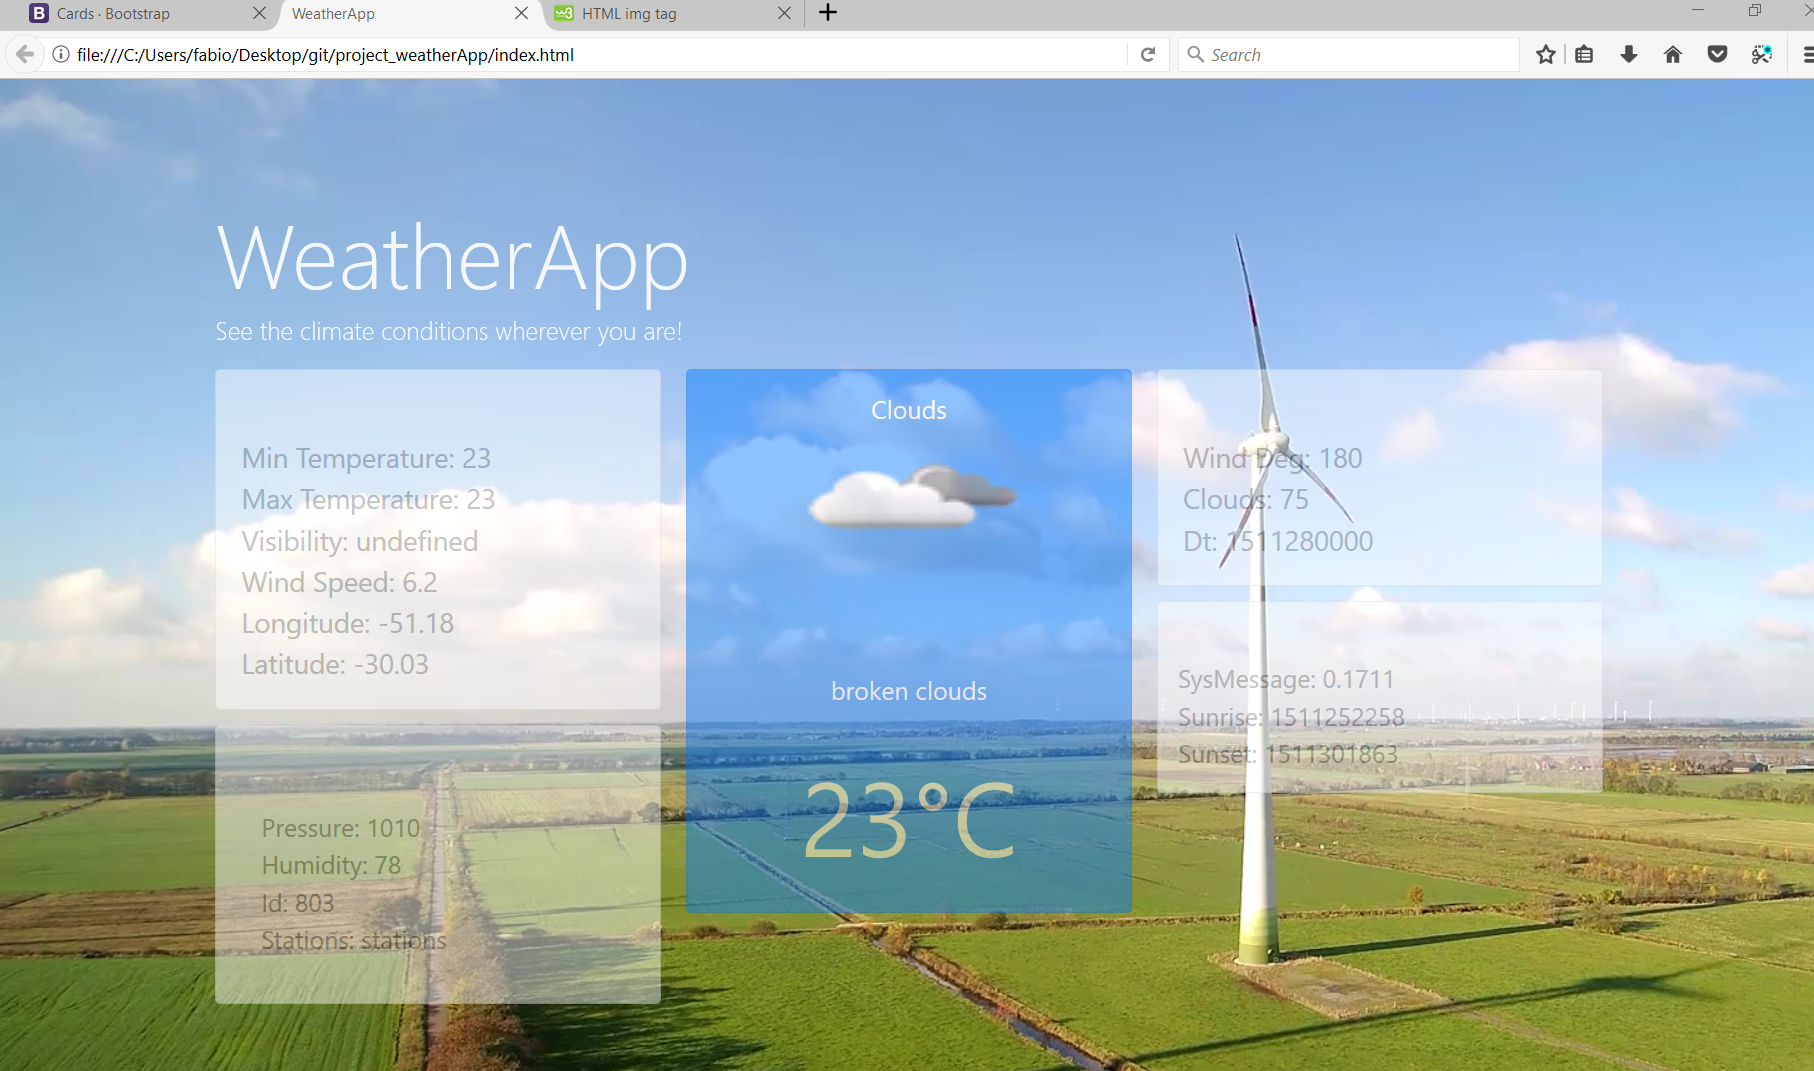 Cards · Bootstrap
WeatherApp
HTML img tag
file:///C:/Users/fabio/Desktop/git/project_weatherApp/index.html
Search
WeatherApp
See the climate conditions wherever you are!
Min Temperature: 23
Max Temperature: 23
Visibility: undefined
Wind Speed: 6.2
Longitude: -51.18
Latitude: -30.03
Pressure: 1010
Humidity: 78
Id: 803
Stations: stations
Clouds
broken clouds
23°C
Wind Deg: 180
Clouds: 75
Dt: 1511280000
SysMessage: 0.1711
Sunrise: 1511252258
Sunset: 1511301863